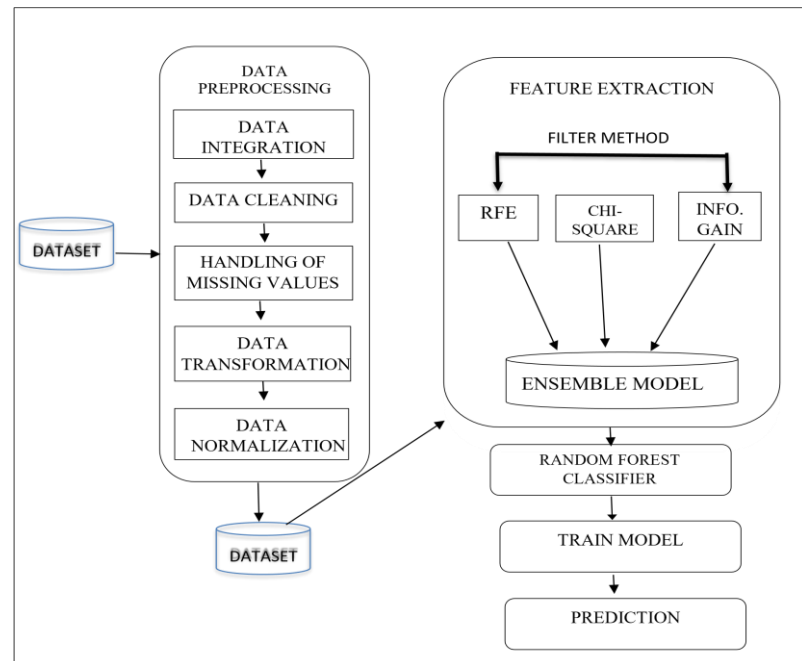 DATA
PREPROCESSING
DATA
INTEGRATION
DATA CLEANING
HANDLING OF
MISSING VALUES
DATA
TRANSFORMATION
DATA
NORMALIZATION
DATASET
DATASET
FEATURE EXTRACTION
FILTER METHOD
RFE
CHI-
SQUARE
INFO.
GAIN
ENSEMBLE MODEL
RANDOM FOREST
CLASSIFIER
TRAIN MODEL
PREDICTION